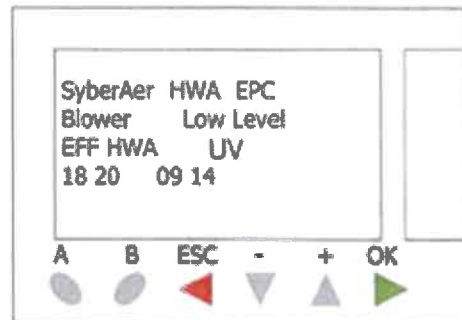 SyberAer HWA EPC
Blower Low Level
EFF HWA UV
18 20 09 14
A B ESC - + OK